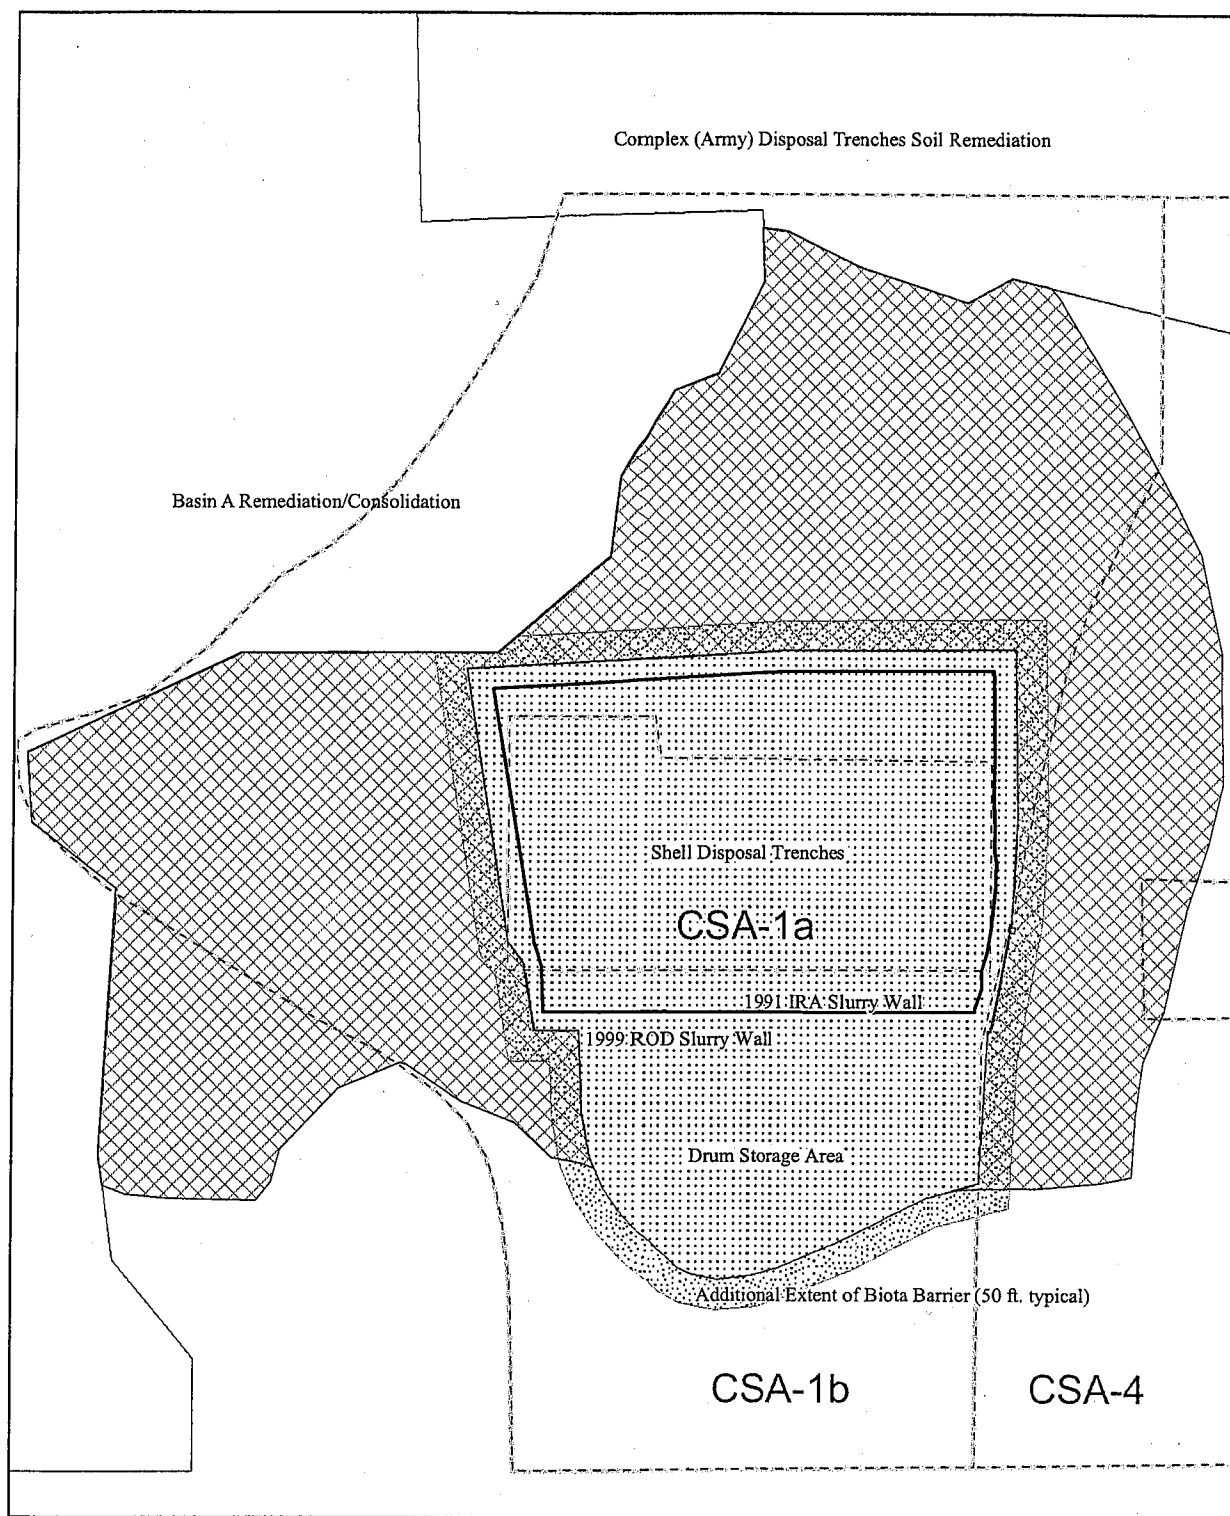 Complex (Army) Disposal Trenches Soil Remediation
Basin A Remediation/Consolidation
Shell Disposal Trenches
CSA-1a
1991 IRA Slurry Wall
1999 ROD Slurry Wall
Drum Storage Area
Additional Extent of Biota Barrier (50 ft. typical)
CSA-1b
CSA-4